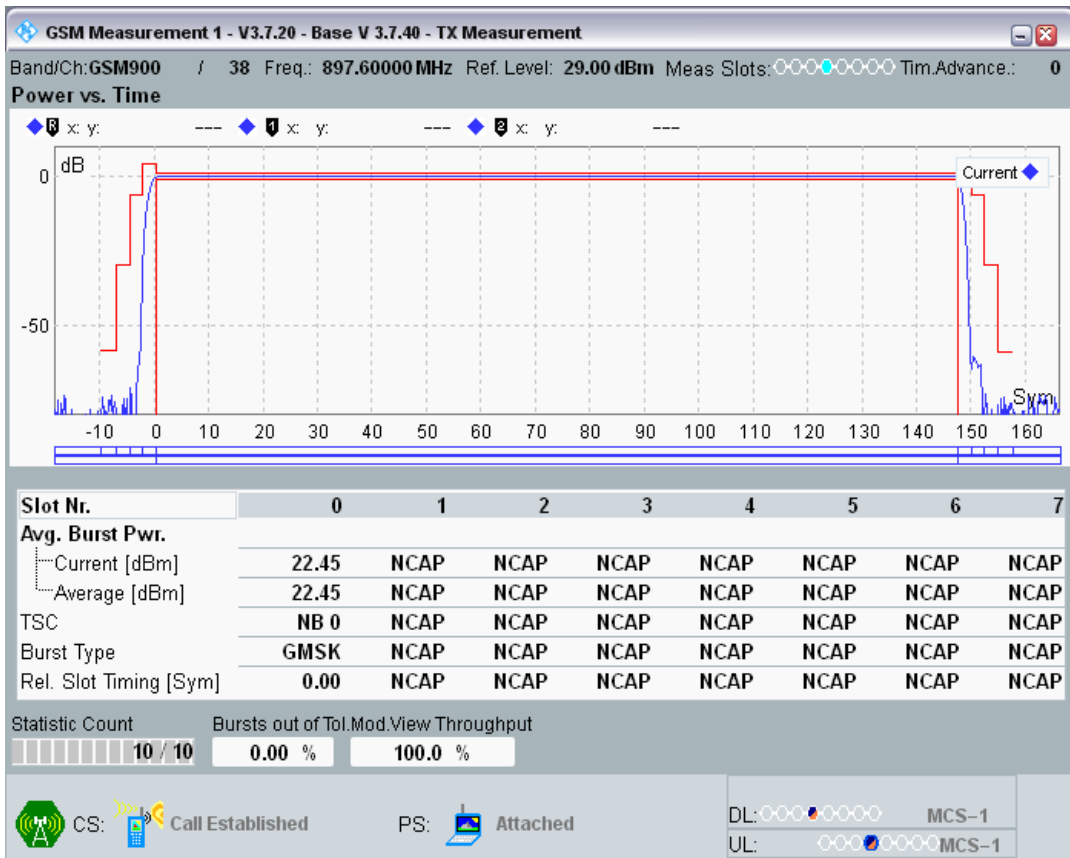 GSM Measurement 1 - V3.7.20 - Base V 3.7.40 - TX Measurement
Band/Ch:GSM900 / 38 Freq.: 897.60000 MHz Ref. Level: 29.00 dBm Meas Slots: Tim.Advance.: 0
Power vs. Time
R x: y: --- 1 x: y: --- 2 x: y: ---
dB
Current
0
-50
Sym
-10 0 10 20 30 40 50 60 70 80 90 100 110 120 130 140 150 160
Slot Nr. 0 1 2 3 4 5 6 7
Avg. Burst Pwr.
Current [dBm] 22.45 NCAP NCAP NCAP NCAP NCAP NCAP NCAP
Average [dBm] 22.45 NCAP NCAP NCAP NCAP NCAP NCAP NCAP
TSC NB 0 NCAP NCAP NCAP NCAP NCAP NCAP NCAP
Burst Type GMSK NCAP NCAP NCAP NCAP NCAP NCAP NCAP
Rel. Slot Timing [Sym] 0.00 NCAP NCAP NCAP NCAP NCAP NCAP NCAP
Statistic Count Bursts out of Tol.Mod.View Throughput
10 / 10 0.00 % 100.0 %
CS: Call Established PS: Attached
DL: MCS-1
UL: MCS-1